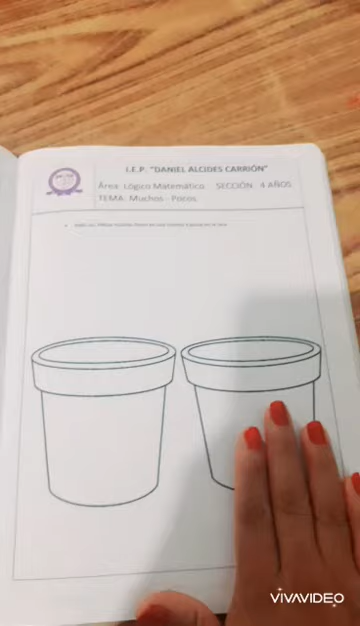 I.E.P. "DANIEL ALCIDES CARRIÓN"
Área: Lógico Matemático SECCIÓN: 4 AÑOS
TEMA: Muchos - Pocos
VIVAVIDEO